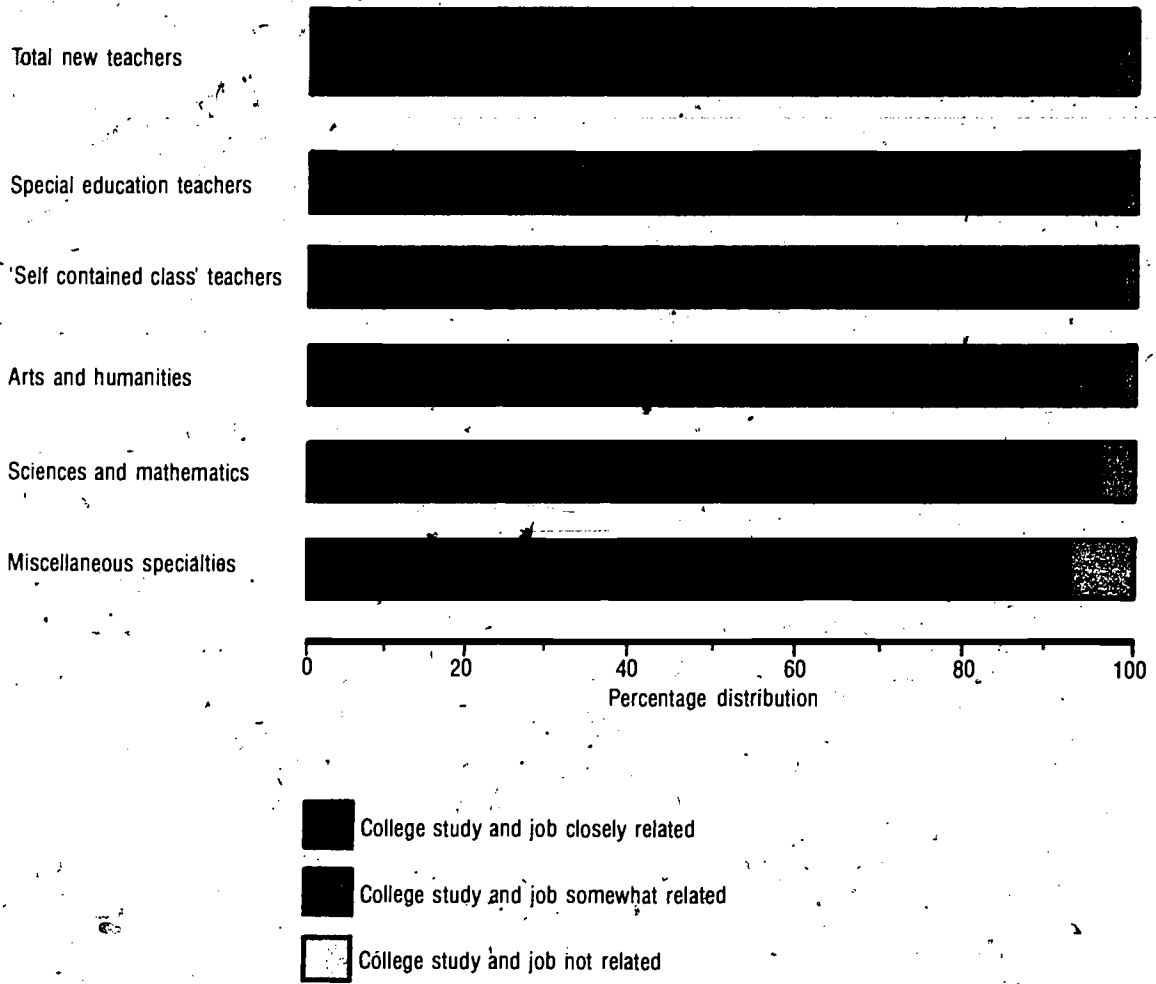 Total new teachers
Special education teachers
'Self contained class' teachers
Arts and humanities
Sciences and mathematics
Miscellaneous specialties
0 20 40 60 80 100
Percentage distribution
College study and job closely related
College study and job somewhat related
College study and job not related